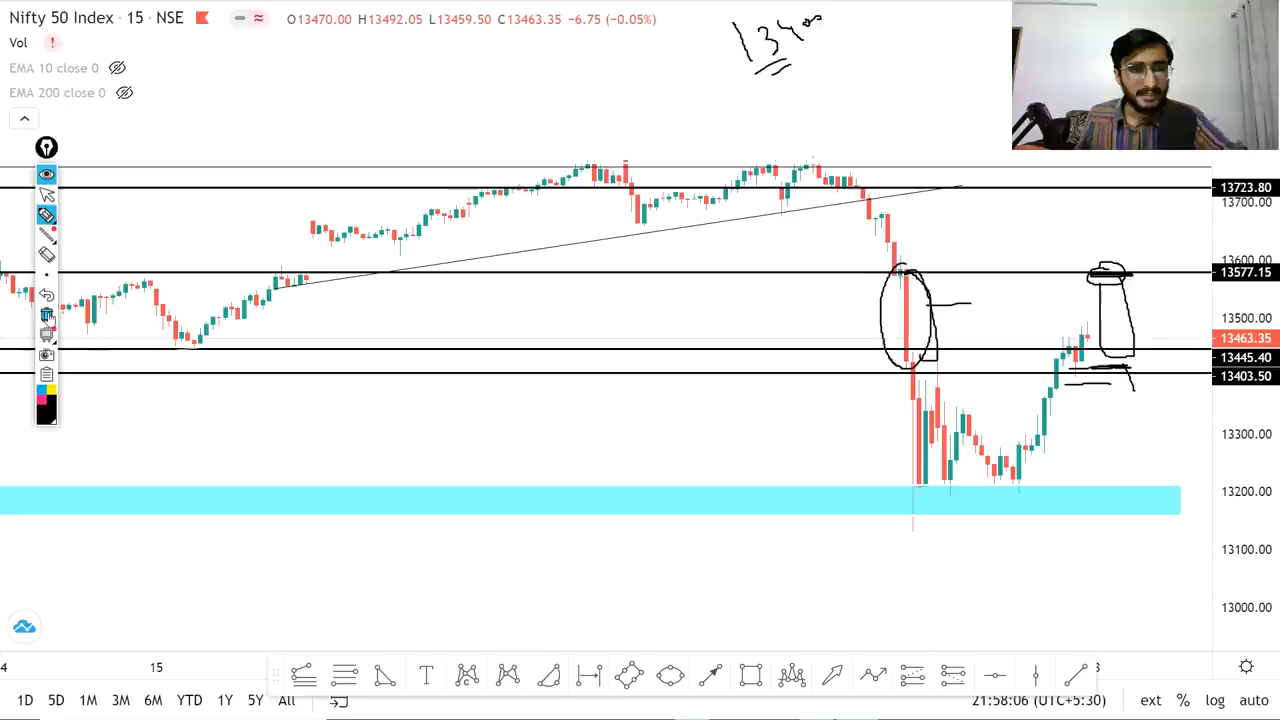 Nifty 50 Index · 15 · NSE O13470.00 H13492.05 L13459.50 C13463.35 −6.75 (−0.05%)
Vol
EMA 10 close 0
EMA 200 close 0
134
13723.80
13700.00
13600.00
13577.15
13500.00
13463.35
13445.40
13403.50
13300.00
13200.00
13100.00
13000.00
4 15
1D 5D 1M 3M 6M YTD 1Y 5Y All 21:58:06 (UTC+5:30) ext % log auto